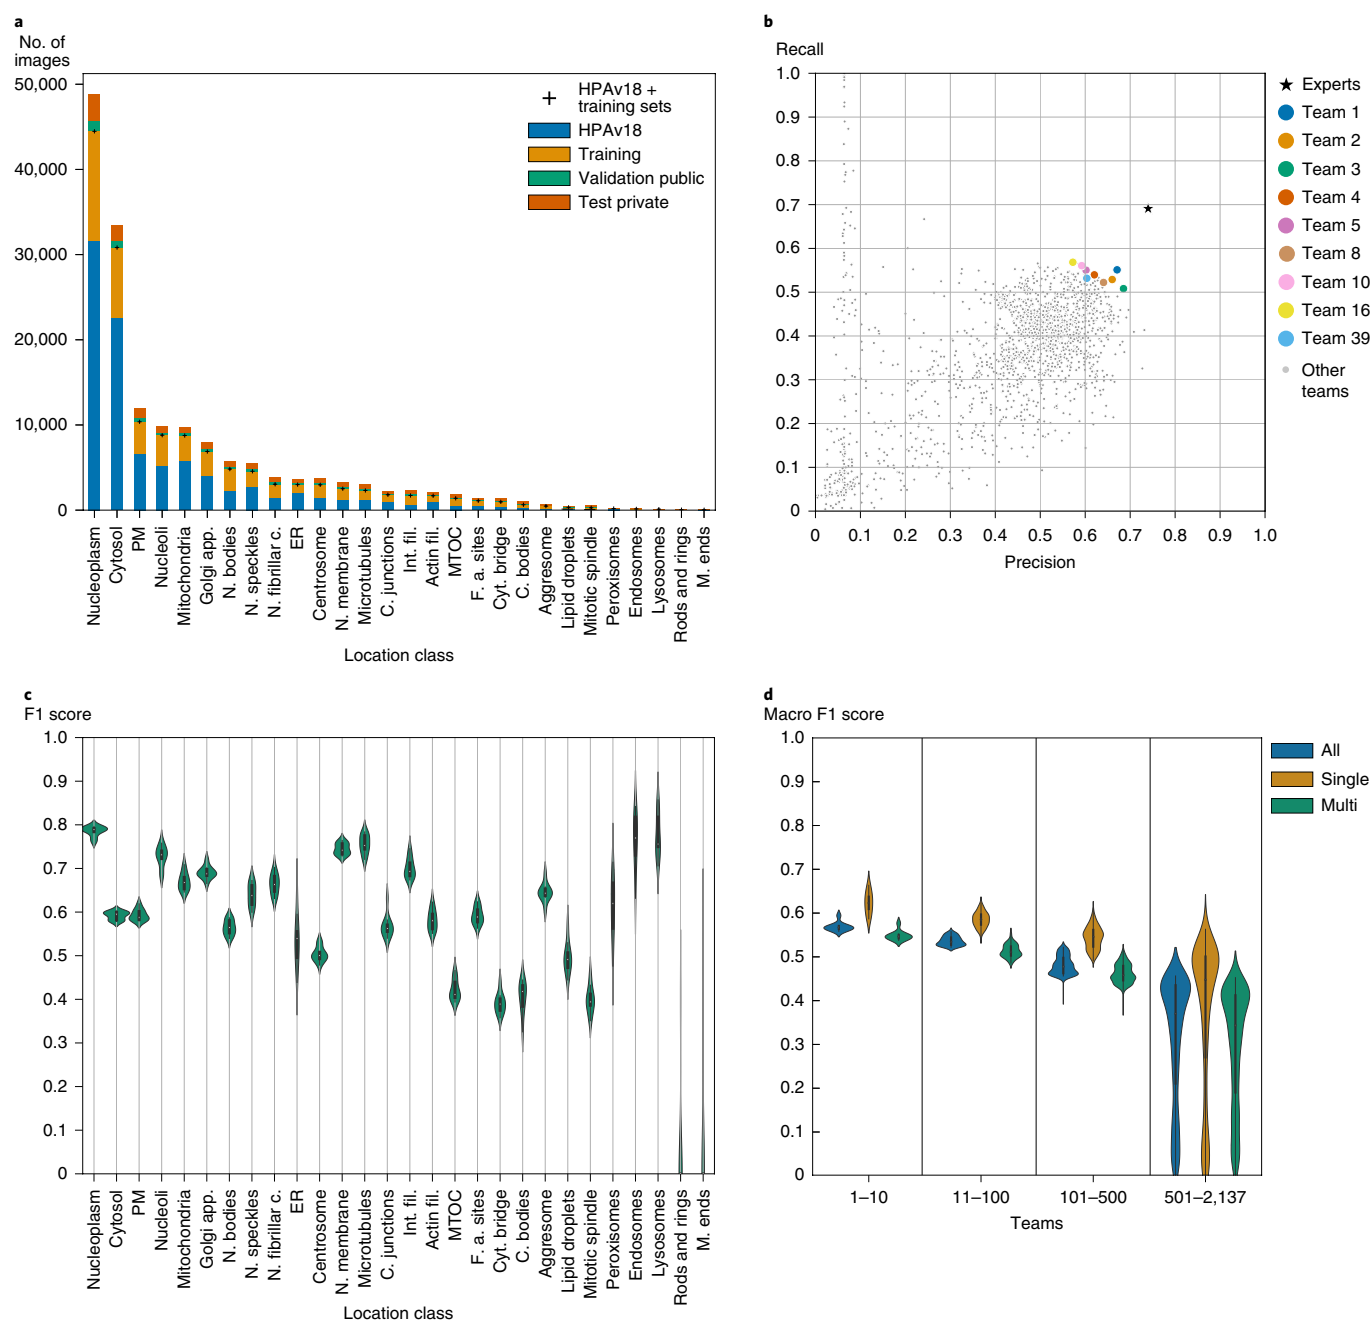 a
No. of
images
50,000
40,000
30,000
20,000
10,000
0
HPAv18 +
training sets
HPAv18
Training
Validation public
Test private
Nucleoplasm
Cytosol
PM
Nucleoli
Mitochondria
Golgi app.
N. bodies
N. speckles
N. fibrillar c.
ER
Centrosome
N. membrane
Microtubules
C. junctions
Int. fil.
Actin fil.
MTOC
F. a. sites
Cyt. bridge
C. bodies
Aggresome
Lipid droplets
Mitotic spindle
Peroxisomes
Endosomes
Lysosomes
Rods and rings
M. ends
Location class
b
Recall
1.0
0.9
0.8
0.7
0.6
0.5
0.4
0.3
0.2
0.1
0
0 0.1 0.2 0.3 0.4 0.5 0.6 0.7 0.8 0.9 1.0
Precision
Experts
Team 1
Team 2
Team 3
Team 4
Team 5
Team 8
Team 10
Team 16
Team 39
Other
teams
c
F1 score
1.0
0.9
0.8
0.7
0.6
0.5
0.4
0.3
0.2
0.1
0
Nucleoplasm
Cytosol
PM
Nucleoli
Mitochondria
Golgi app.
N. bodies
N. speckles
N. fibrillar c.
ER
Centrosome
N. membrane
Microtubules
C. junctions
Int. fil.
Actin fil.
MTOC
F. a. sites
Cyt. bridge
C. bodies
Aggresome
Lipid droplets
Mitotic spindle
Peroxisomes
Endosomes
Lysosomes
Rods and rings
M. ends
Location class
d
Macro F1 score
1.0
0.9
0.8
0.7
0.6
0.5
0.4
0.3
0.2
0.1
0
1–10 11–100 101–500 501–2,137
Teams
All
Single
Multi